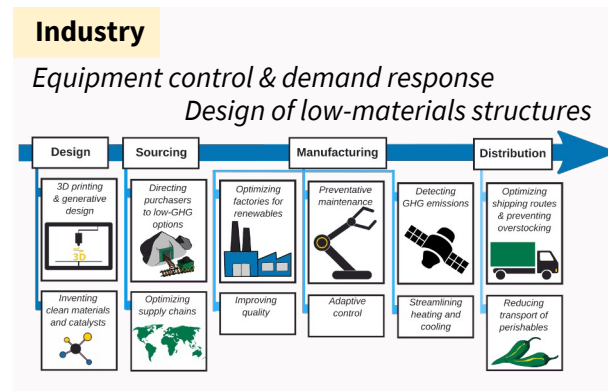 Industry
Equipment control & demand response
Design of low-materials structures
Design
Sourcing
Manufacturing
Distribution
3D printing
& generative
design
3D
Directing
purchasers
to low-GHG
options
Optimizing
factories for
renewables
Preventative
maintenance
Detecting
GHG emissions
Optimizing
shipping routes
& preventing
overstocking
Inventing
clean materials
and catalysts
Optimizing
supply chains
Improving
quality
Adaptive
control
Streamlining
heating and
cooling
Reducing
transport of
perishables